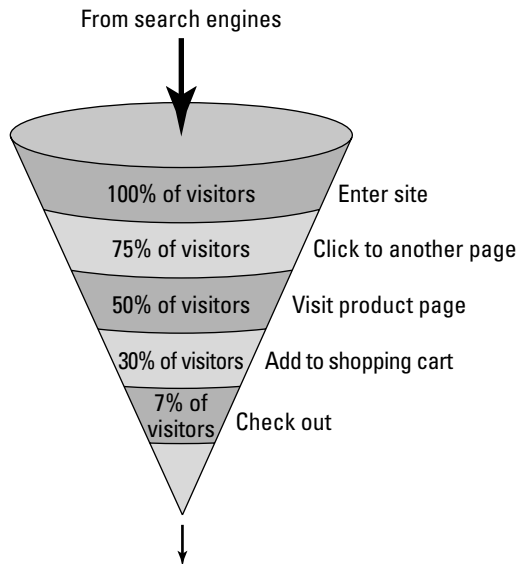 From search engines
100% of visitors
Enter site
75% of visitors
Click to another page
50% of visitors
Visit product page
30% of visitors
Add to shopping cart
7% of
visitors
Check out